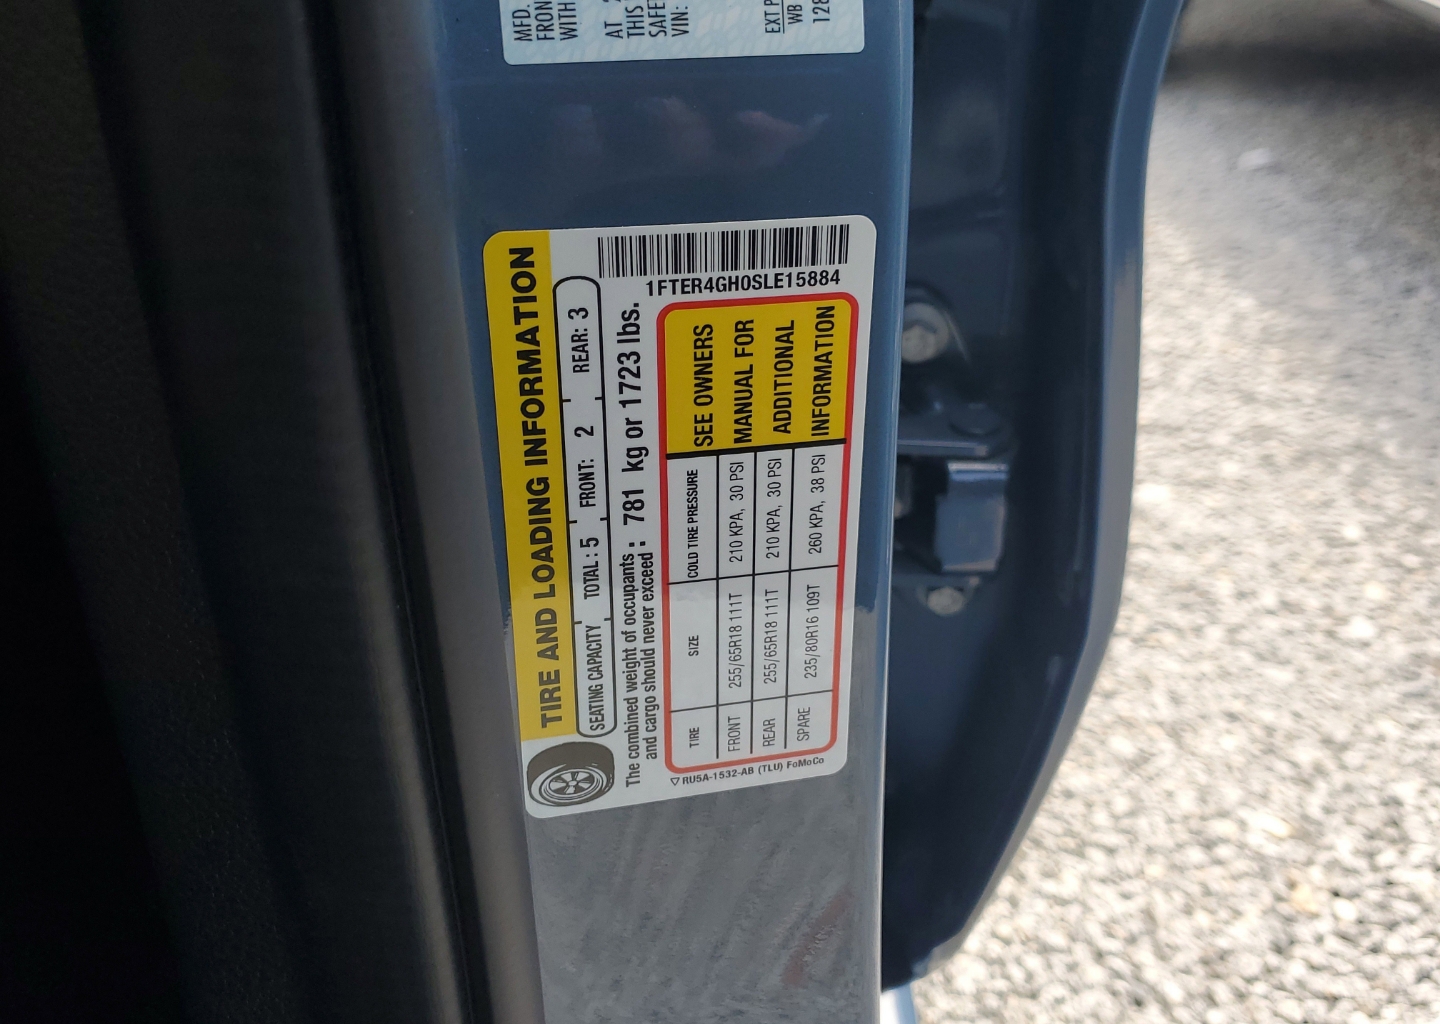 MFD.
FRON
WITH
AT
THIS
SAFE
VIN:
EXT P
WB
128
TIRE AND LOADING INFORMATION
SEATING CAPACITY TOTAL : 5 FRONT: 2 REAR: 3
The combined weight of occupants :
and cargo should never exceed :
781 kg or 1723 lbs.
1FTER4GH0SLE15884
TIRE SIZE COLD TIRE PRESSURE
FRONT 255/65R18 111T 210 KPA, 30 PSI
REAR 255/65R18 111T 210 KPA, 30 PSI
SPARE 235/80R16 109T 260 KPA, 38 PSI
SEE OWNERS
MANUAL FOR
ADDITIONAL
INFORMATION
RU5A-1532-AB (TLU) FoMoCo